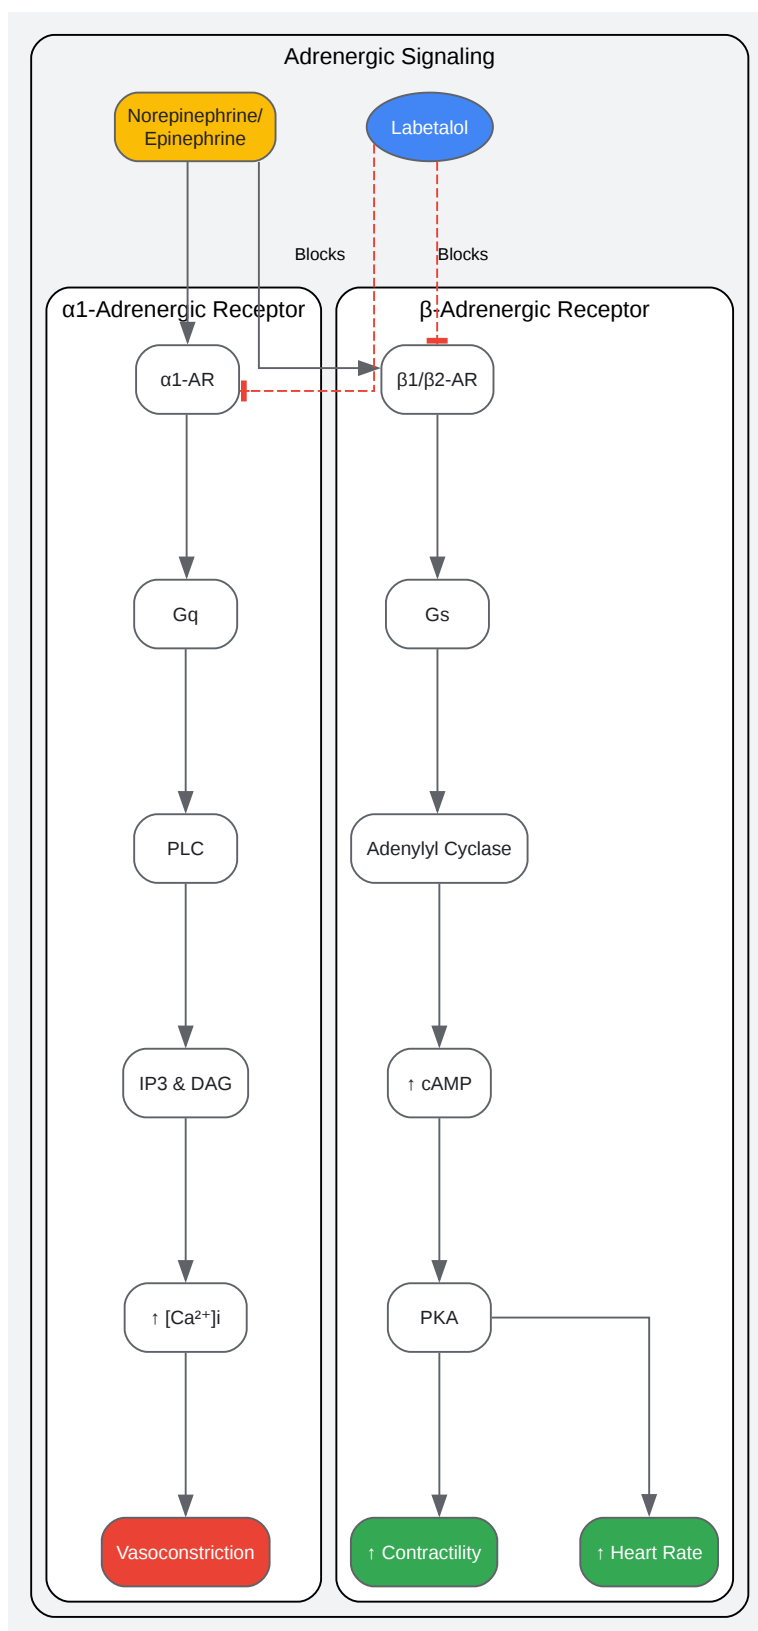 Adrenergic Signaling
Norepinephrine/
Epinephrine
Labetalol
Blocks
Blocks
α1-Adrenergic Receptor
β-Adrenergic Receptor
α1-AR
β1/β2-AR
Gq
Gs
PLC
Adenylyl Cyclase
IP3 & DAG
↑ cAMP
↑ [Ca²⁺]i
PKA
Vasoconstriction
↑ Contractility
↑ Heart Rate